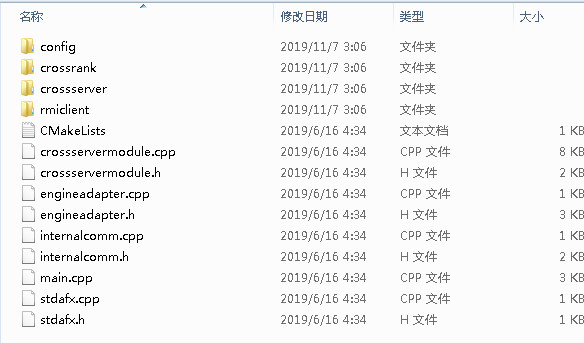 名称 修改日期 类型 大小
config 2019/11/7 3:06 文件夹
crossrank 2019/11/7 3:06 文件夹
crossserver 2019/11/7 3:06 文件夹
rmiclient 2019/11/7 3:06 文件夹
CMakeLists 2019/6/16 4:34 文本文档 1 KB
crossservermodule.cpp 2019/6/16 4:34 CPP 文件 8 KB
crossservermodule.h 2019/6/16 4:34 H 文件 2 KB
engineadapter.cpp 2019/6/16 4:34 CPP 文件 1 KB
engineadapter.h 2019/6/16 4:34 H 文件 3 KB
internalcomm.cpp 2019/6/16 4:34 CPP 文件 1 KB
internalcomm.h 2019/6/16 4:34 H 文件 2 KB
main.cpp 2019/6/16 4:34 CPP 文件 3 KB
stdafx.cpp 2019/6/16 4:34 CPP 文件 1 KB
stdafx.h 2019/6/16 4:34 H 文件 1 KB